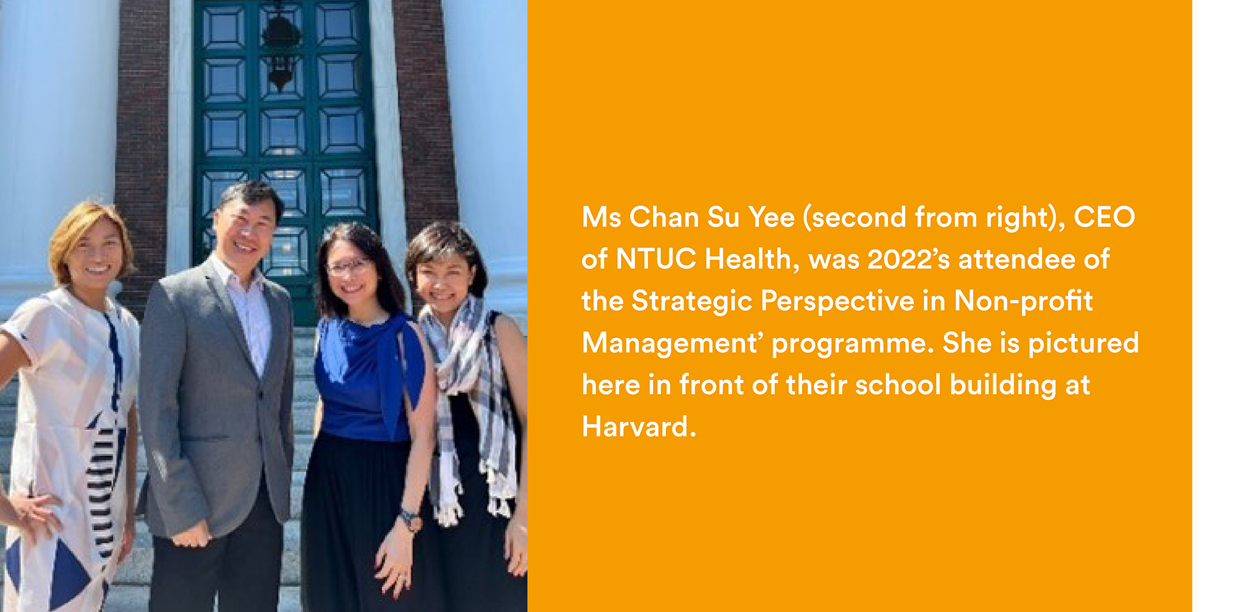 Ms Chan Su Yee (second from right), CEO
of NTUC Health, was 2022’s attendee of
the Strategic Perspective in Non-profit
Management’ programme. She is pictured
here in front of their school building at
Harvard.